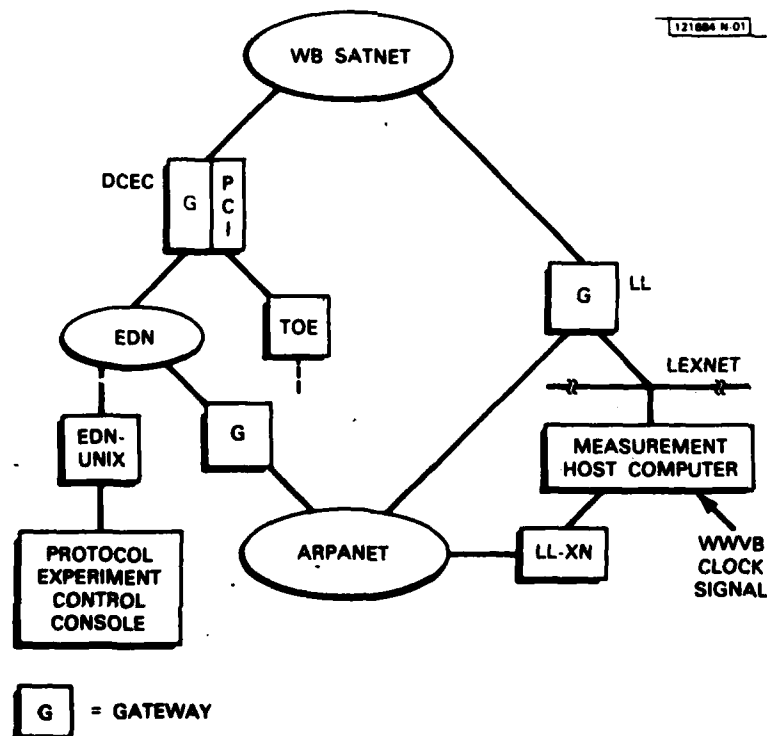 121884 N-01
WB SATNET
DCEC
G
P
C
I
G
LL
EDN
TOE
LEXNET
EDN-
UNIX
G
MEASUREMENT
HOST COMPUTER
ARPANET
LL-XN
WWVB
CLOCK
SIGNAL
PROTOCOL
EXPERIMENT
CONTROL
CONSOLE
G = GATEWAY